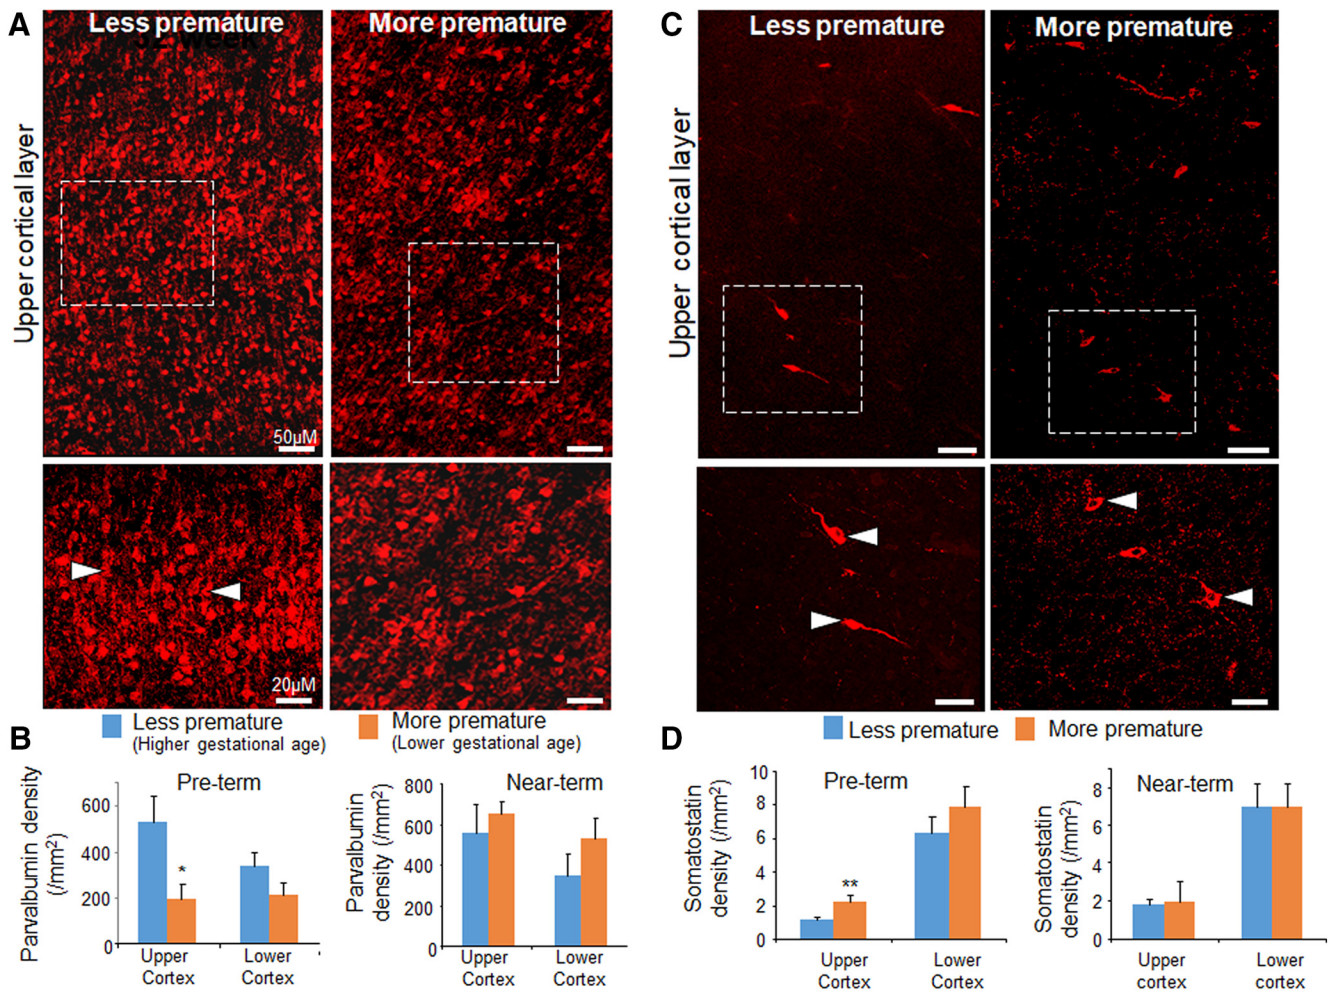 A
Less premature
32 week
More premature
Upper cortical layer
50µM
20µM
Less premature
(Higher gestational age)
More premature
(Lower gestational age)
B
Pre-term
Parvalbumin density
(/mm2)
600
400
200
0
*
Upper
Cortex
Lower
Cortex
Near-term
Parvalbumin
density (/mm2)
800
600
400
200
0
Upper
Cortex
Lower
Cortex
C
Less premature
More premature
Upper cortical layer
Less premature
More premature
D
Pre-term
Somatostatin
density (/mm2)
10
8
6
4
2
0
**
Upper
Cortex
Lower
Cortex
Near-term
Somatostatin
density (/mm2)
8
6
4
2
0
Upper
cortex
Lower
cortex